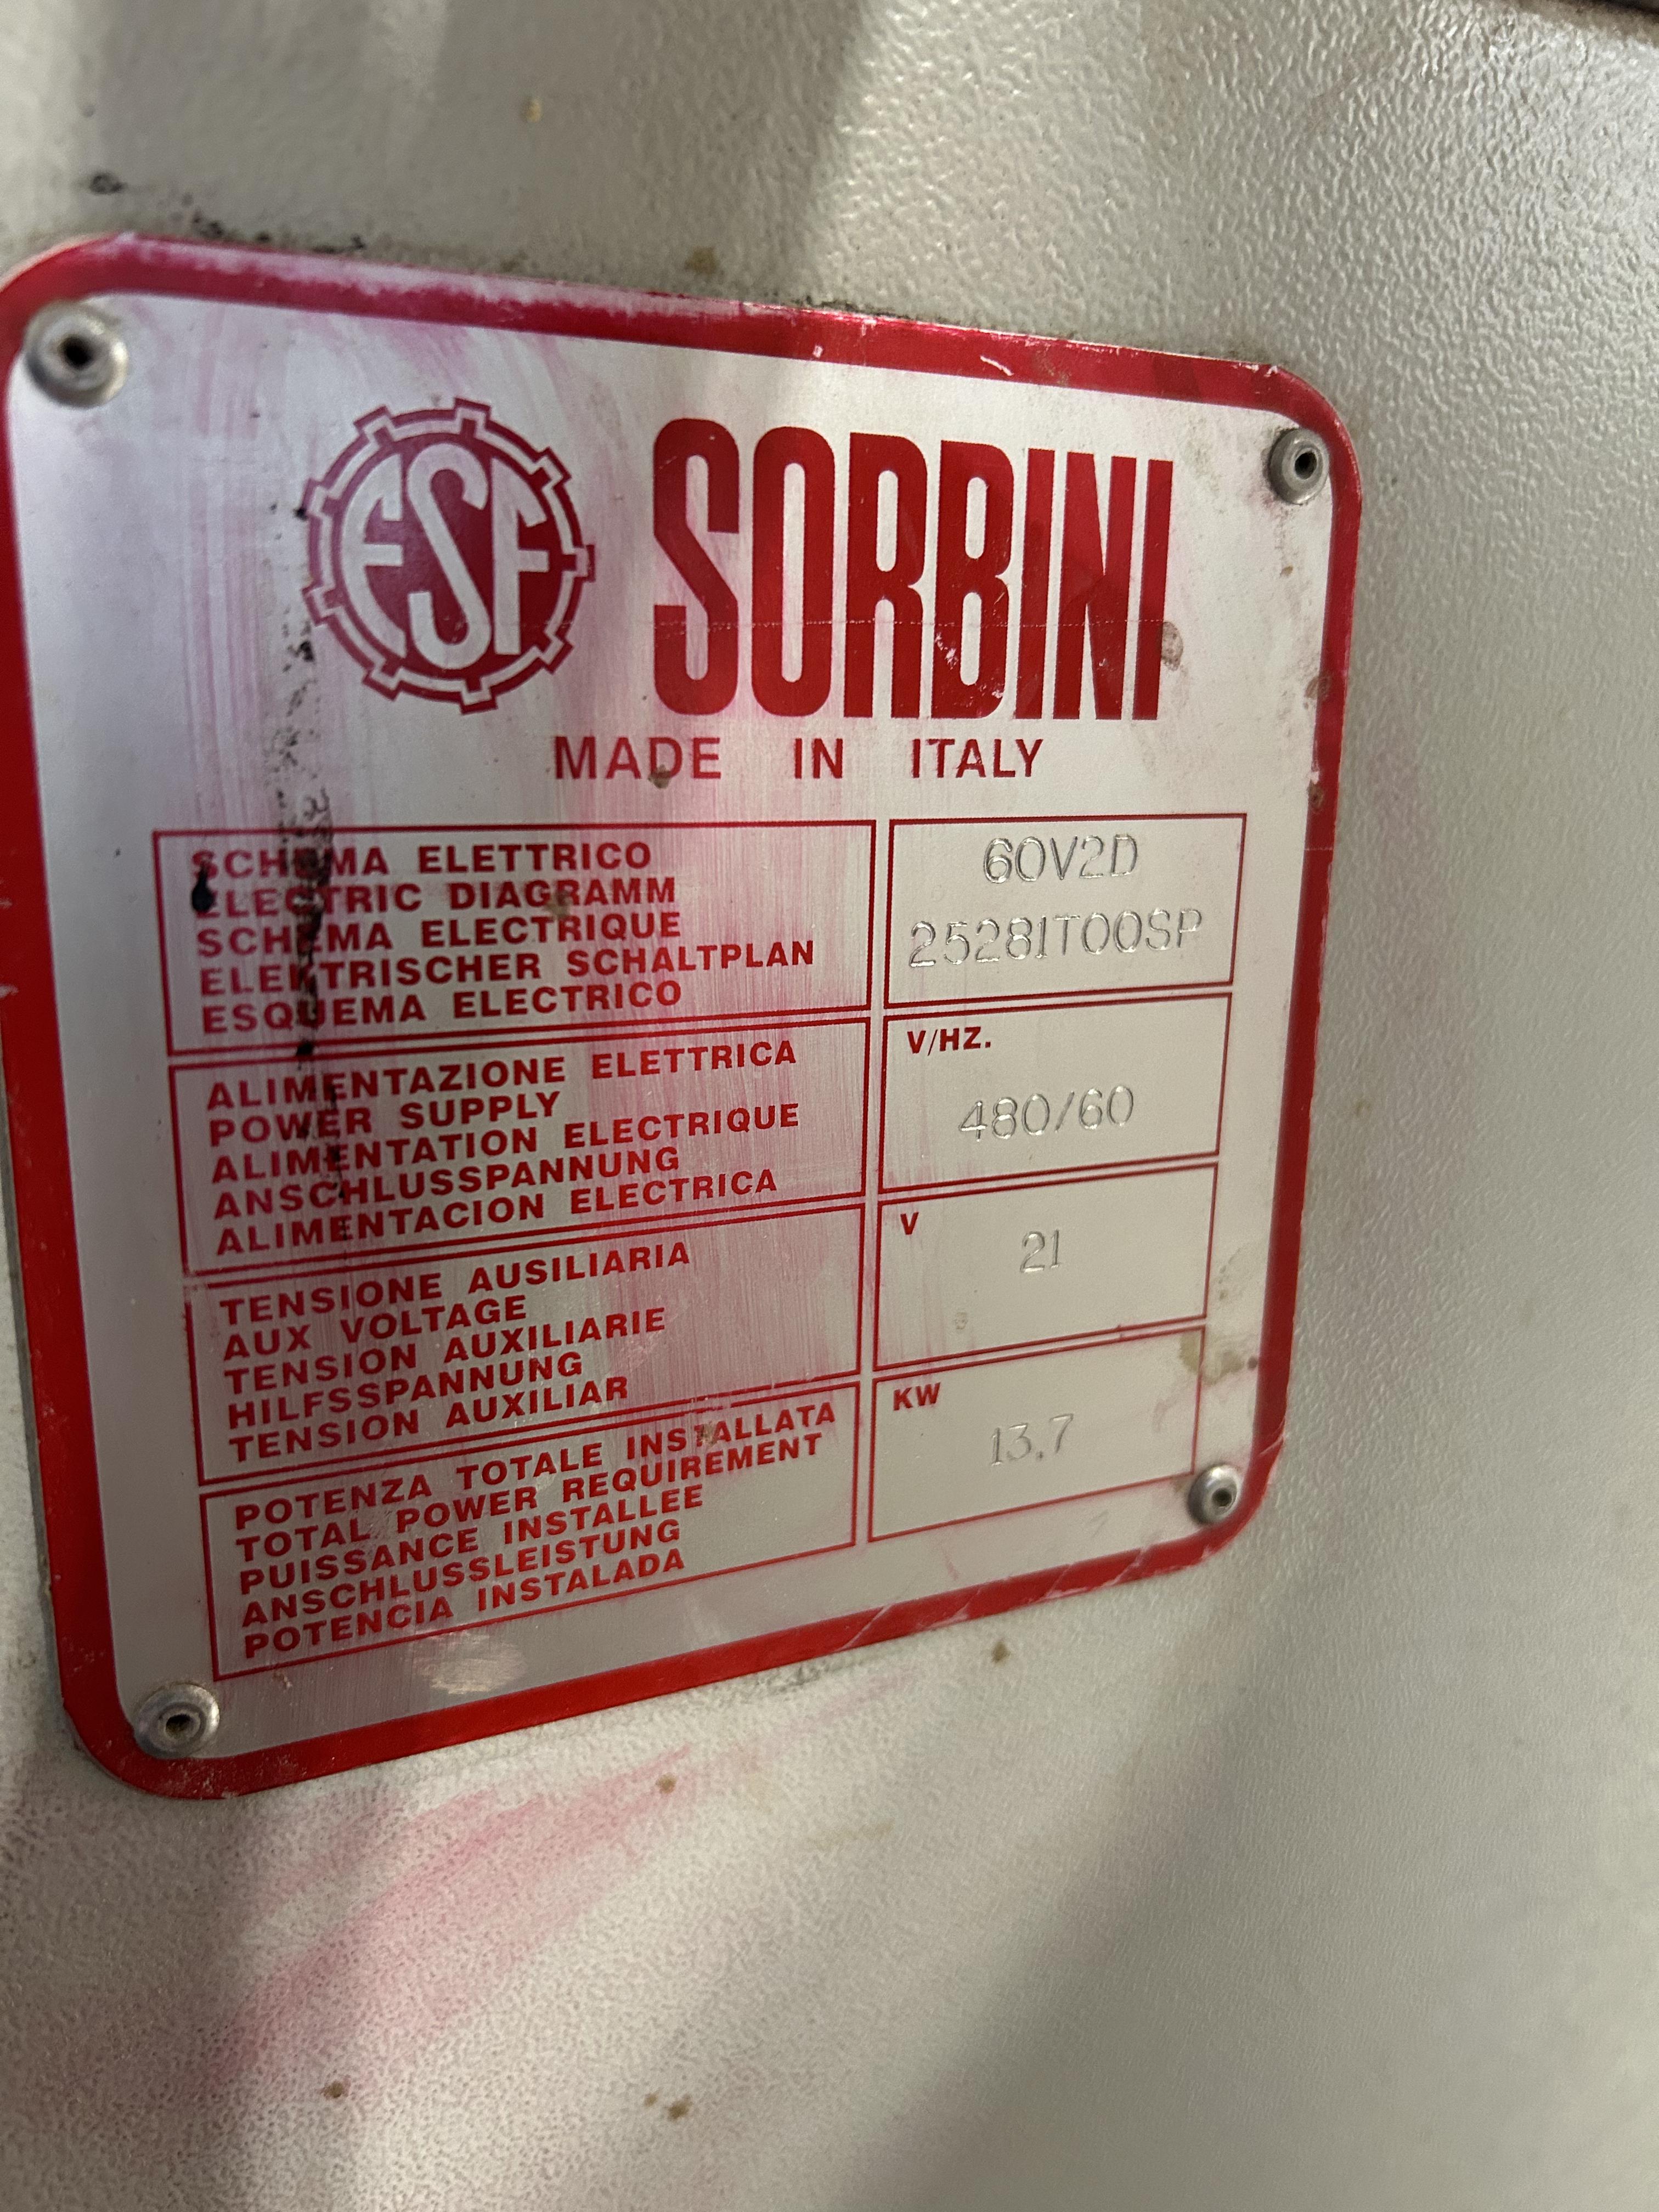 ESF SORBINI
MADE IN ITALY
SCHEMA ELETTRICO
ELECTRIC DIAGRAMM
SCHEMA ELECTRIQUE
ELEKTRISCHER SCHALTPLAN
ESQUEMA ELECTRICO
60V2D
25281T00SP
ALIMENTAZIONE ELETTRICA
POWER SUPPLY
ALIMENTATION ELECTRIQUE
ANSCHLUSSPANNUNG
ALIMENTACION ELECTRICA
V/HZ.
480/60
TENSIONE AUSILIARIA
AUX VOLTAGE
TENSION AUXILIARIE
HILFSSPANNUNG
TENSION AUXILIAR
V
21
POTENZA TOTALE INSTALLATA
TOTAL POWER REQUIREMENT
PUISSANCE INSTALLEE
ANSCHLUSSLEISTUNG
POTENCIA INSTALADA
KW
13.7